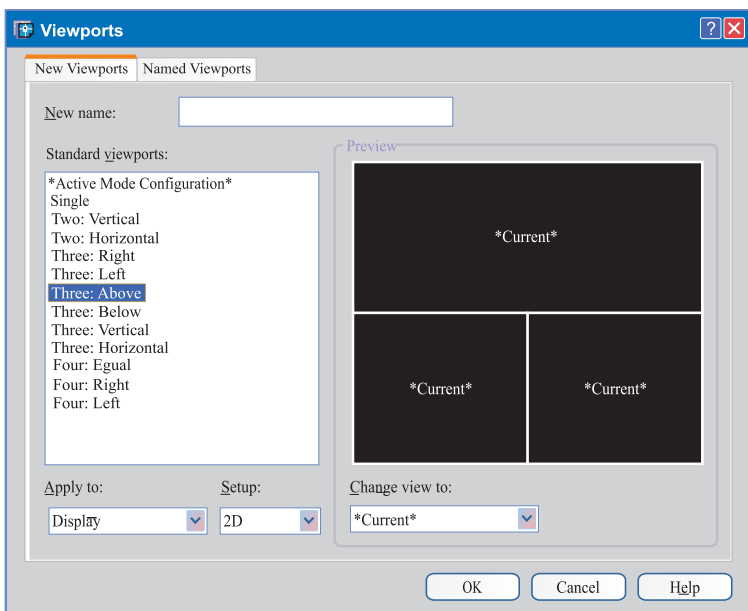 Viewports
New Viewports Named Viewports
New name:
Standard viewports:
*Active Mode Configuration*
Single
Two: Vertical
Two: Horizontal
Three: Right
Three: Left
Three: Above
Three: Below
Three: Vertical
Three: Horizontal
Four: Egual
Four: Right
Four: Left
Preview
*Current*
*Current* *Current*
Apply to: Setup: Change view to:
Display 2D *Current*
OK Cancel Help